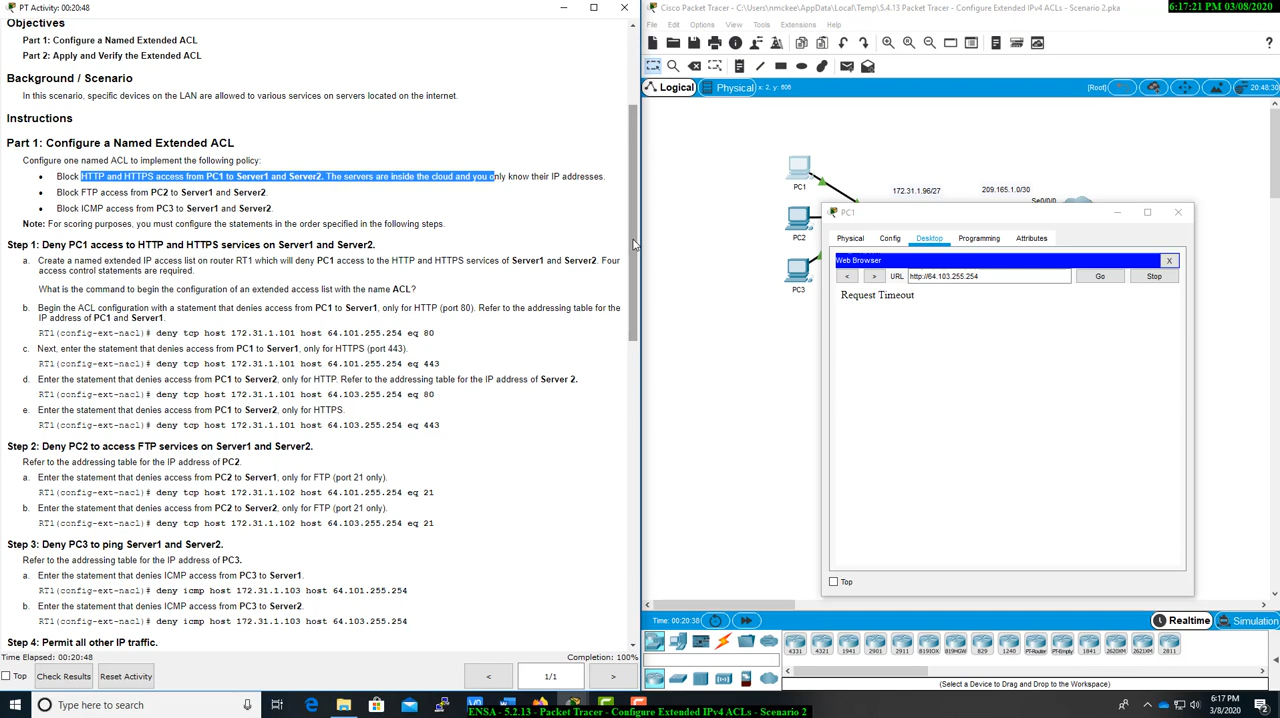 PT Activity: 00:20:48
Objectives
Part 1: Configure a Named Extended ACL
Part 2: Apply and Verify the Extended ACL
Background / Scenario
In this scenario, specific devices on the LAN are allowed to various services on servers located on the internet.
Instructions
Part 1: Configure a Named Extended ACL
Configure one named ACL to implement the following policy:
• Block HTTP and HTTPS access from PC1 to Server1 and Server2. The servers are inside the cloud and you only know their IP addresses.
• Block FTP access from PC2 to Server1 and Server2.
• Block ICMP access from PC3 to Server1 and Server2.
Note: For scoring purposes, you must configure the statements in the order specified in the following steps.
Step 1: Deny PC1 access to HTTP and HTTPS services on Server1 and Server2.
a. Create a named extended IP access list on router RT1 which will deny PC1 access to the HTTP and HTTPS services of Server1 and Server2. Four
access control statements are required.
What is the command to begin the configuration of an extended access list with the name ACL?
b. Begin the ACL configuration with a statement that denies access from PC1 to Server1, only for HTTP (port 80). Refer to the addressing table for the
IP address of PC1 and Server1.
RT1(config-ext-nacl)# deny tcp host 172.31.1.101 host 64.101.255.254 eq 80
c. Next, enter the statement that denies access from PC1 to Server1, only for HTTPS (port 443).
RT1(config-ext-nacl)# deny tcp host 172.31.1.101 host 64.101.255.254 eq 443
d. Enter the statement that denies access from PC1 to Server2, only for HTTP. Refer to the addressing table for the IP address of Server 2.
RT1(config-ext-nacl)# deny tcp host 172.31.1.101 host 64.103.255.254 eq 80
e. Enter the statement that denies access from PC1 to Server2, only for HTTPS.
RT1(config-ext-nacl)# deny tcp host 172.31.1.101 host 64.103.255.254 eq 443
Step 2: Deny PC2 to access FTP services on Server1 and Server2.
Refer to the addressing table for the IP address of PC2.
a. Enter the statement that denies access from PC2 to Server1, only for FTP (port 21 only).
RT1(config-ext-nacl)# deny tcp host 172.31.1.102 host 64.101.255.254 eq 21
b. Enter the statement that denies access from PC2 to Server2, only for FTP (port 21 only).
RT1(config-ext-nacl)# deny tcp host 172.31.1.102 host 64.103.255.254 eq 21
Step 3: Deny PC3 to ping Server1 and Server2.
Refer to the addressing table for the IP address of PC3.
a. Enter the statement that denies ICMP access from PC3 to Server1.
RT1(config-ext-nacl)# deny icmp host 172.31.1.103 host 64.101.255.254
b. Enter the statement that denies ICMP access from PC3 to Server2.
RT1(config-ext-nacl)# deny icmp host 172.31.1.103 host 64.103.255.254
Step 4: Permit all other IP traffic.
Time Elapsed: 00:20:48 Completion: 100%
Top Check Results Reset Activity < 1/1 >
Cisco Packet Tracer - C:\Users\nmckee\AppData\Local\Temp\5.4.13 Packet Tracer - Configure Extended IPv4 ACLs - Scenario 2.pka
6:17:21 PM 03/08/2020
File Edit Options View Tools Extensions Help
Logical Physical x: 2, y: 606 [Root] 20:48:30
PC1
PC2
PC3
172.31.1.96/27
209.165.1.0/30
Se0/0/0
PC1
Physical Config Desktop Programming Attributes
Web Browser X
< > URL http://64.103.255.254 Go Stop
Request Timeout
Top
Time: 00:20:38 Realtime Simulation
4331 4321 1941 2901 2911 819IOX 819HGW 829 1240 PT-Router PT-Empty 1841 2620XM 2621XM 2811
(Select a Device to Drag and Drop to the Workspace)
Type here to search
6:17 PM
3/8/2020
ENSA - 5.2.13 - Packet Tracer - Configure Extended IPv4 ACLs - Scenario 2